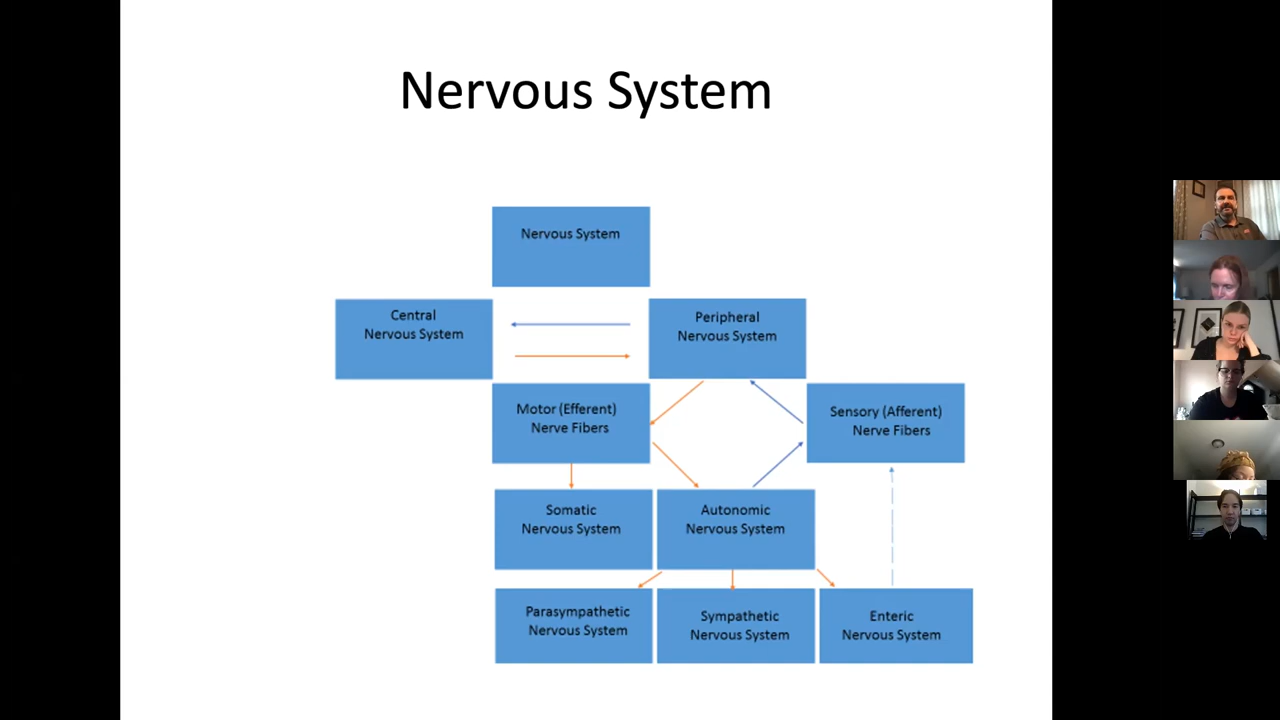 Nervous System
Nervous System
Central
Nervous System
Peripheral
Nervous System
Motor (Efferent)
Nerve Fibers
Sensory (Afferent)
Nerve Fibers
Somatic
Nervous System
Autonomic
Nervous System
Parasympathetic
Nervous System
Sympathetic
Nervous System
Enteric
Nervous System